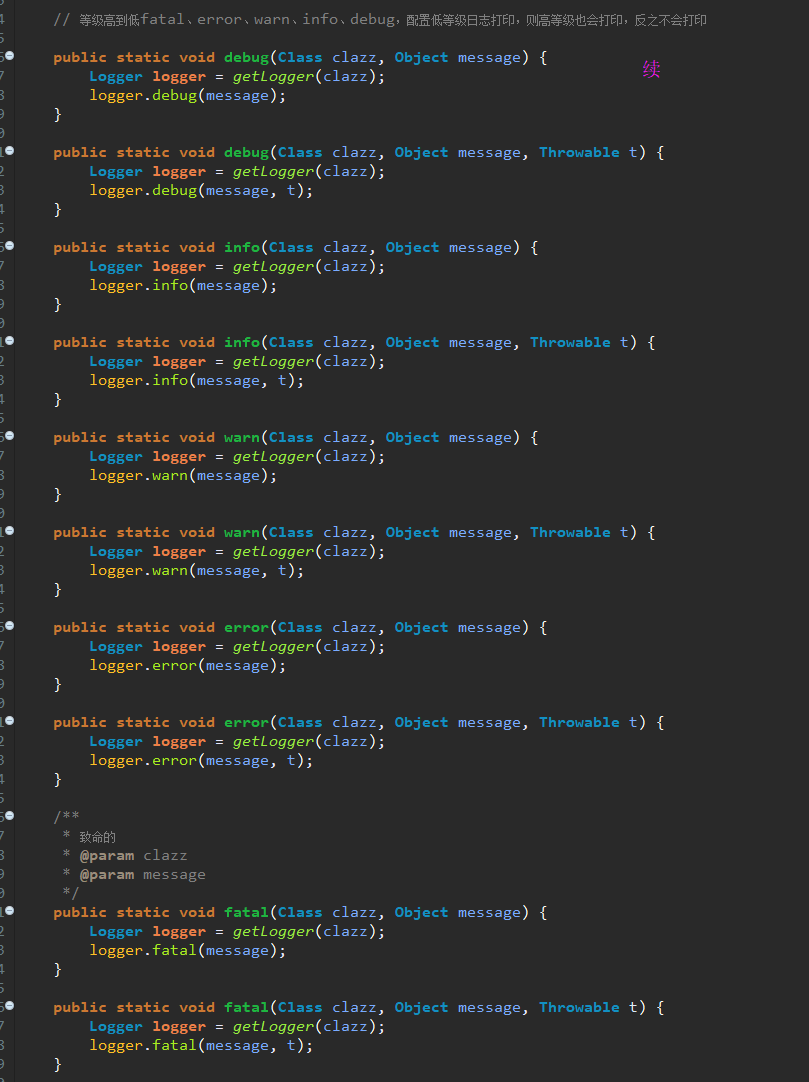 // 等级高到低fatal、error、warn、info、debug，配置低等级日志打印，则高等级也会打印，反之不会打印
续
public static void debug(Class clazz, Object message) {
Logger logger = getLogger(clazz);
logger.debug(message);
}
public static void debug(Class clazz, Object message, Throwable t) {
Logger logger = getLogger(clazz);
logger.debug(message, t);
}
public static void info(Class clazz, Object message) {
Logger logger = getLogger(clazz);
logger.info(message);
}
public static void info(Class clazz, Object message, Throwable t) {
Logger logger = getLogger(clazz);
logger.info(message, t);
}
public static void warn(Class clazz, Object message) {
Logger logger = getLogger(clazz);
logger.warn(message);
}
public static void warn(Class clazz, Object message, Throwable t) {
Logger logger = getLogger(clazz);
logger.warn(message, t);
}
public static void error(Class clazz, Object message) {
Logger logger = getLogger(clazz);
logger.error(message);
}
public static void error(Class clazz, Object message, Throwable t) {
Logger logger = getLogger(clazz);
logger.error(message, t);
}
/**
* 致命的
* @param clazz
* @param message
*/
public static void fatal(Class clazz, Object message) {
Logger logger = getLogger(clazz);
logger.fatal(message);
}
public static void fatal(Class clazz, Object message, Throwable t) {
Logger logger = getLogger(clazz);
logger.fatal(message, t);
}